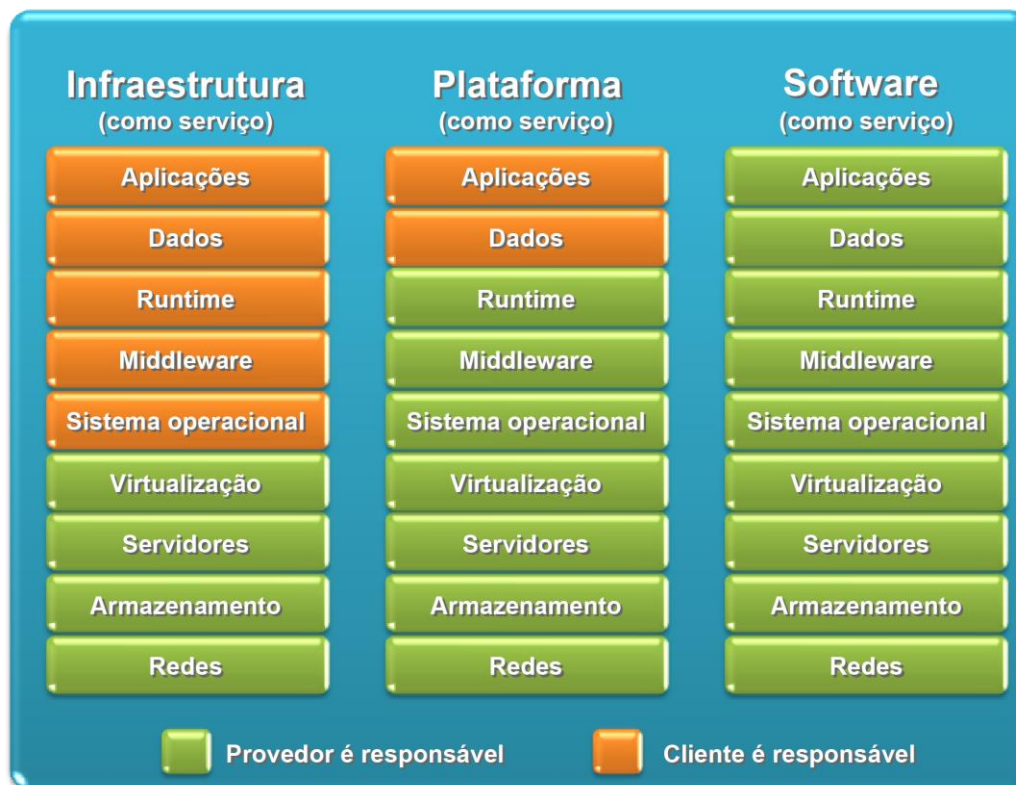 Infraestrutura
(como serviço)
Aplicações
Dados
Runtime
Middleware
Sistema operacional
Virtualização
Servidores
Armazenamento
Redes
Plataforma
(como serviço)
Aplicações
Dados
Runtime
Middleware
Sistema operacional
Virtualização
Servidores
Armazenamento
Redes
Software
(como serviço)
Aplicações
Dados
Runtime
Middleware
Sistema operacional
Virtualização
Servidores
Armazenamento
Redes
Provedor é responsável
Cliente é responsável